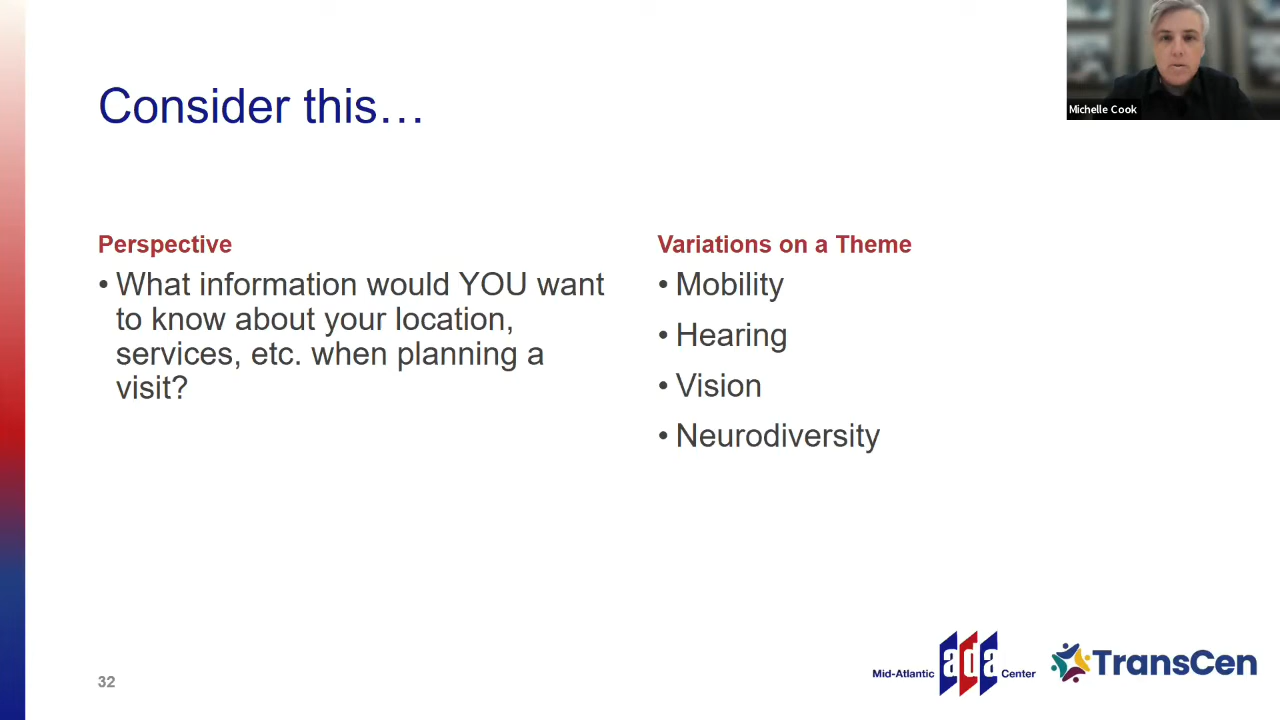 Michelle Cook
Consider this…
Perspective
• What information would YOU want
to know about your location,
services, etc. when planning a
visit?
Variations on a Theme
• Mobility
• Hearing
• Vision
• Neurodiversity
32
Mid-Atlantic ada Center
TransCen